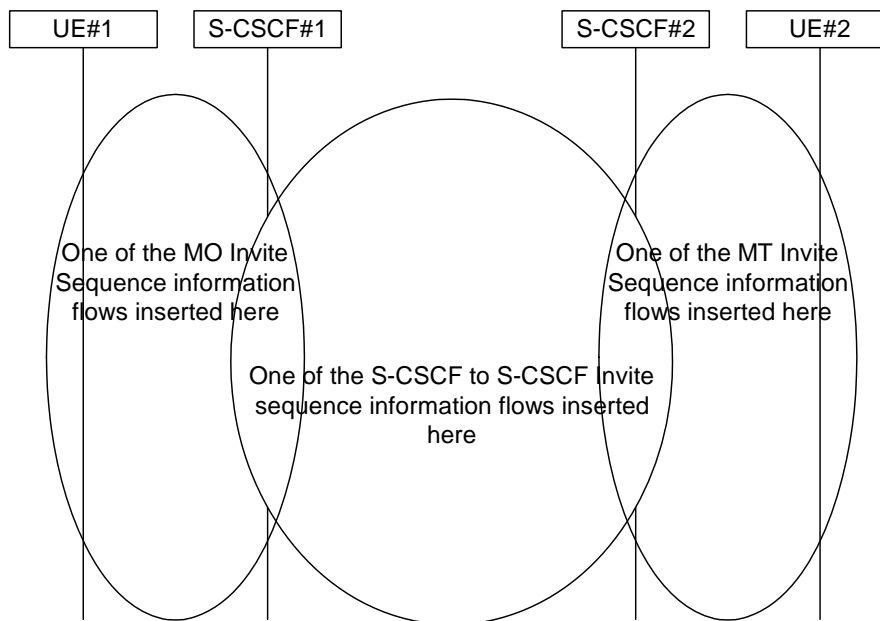 UE#1
S-CSCF#1
S-CSCF#2
UE#2
One of the MO Invite
Sequence information
flows inserted here
One of the MT Invite
Sequence information
flows inserted here
One of the S-CSCF to S-CSCF Invite
sequence information flows inserted
here